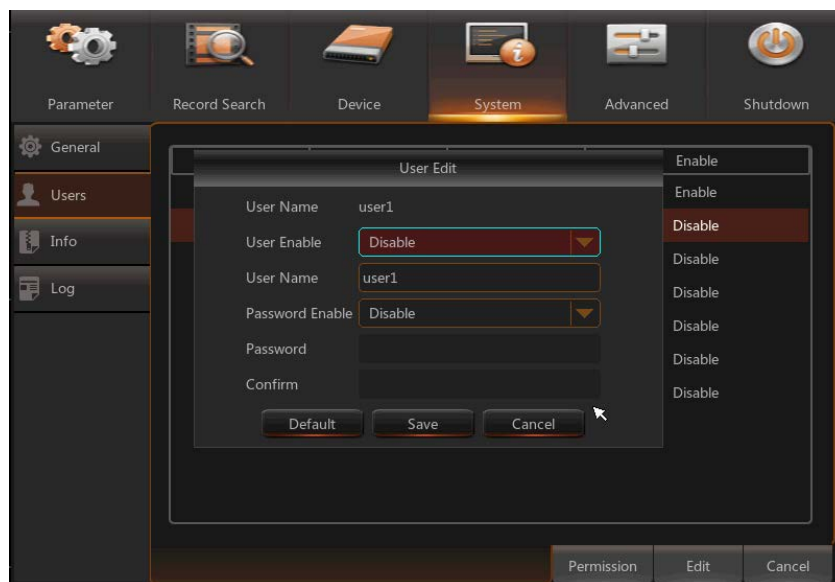 Parameter Record Search Device System Advanced Shutdown
General
Users
Info
Log
Enable
Enable
Disable
Disable
Disable
Disable
Disable
Disable
User Edit
User Name user1
User Enable Disable
User Name user1
Password Enable Disable
Password
Confirm
Default Save Cancel
Permission Edit Cancel